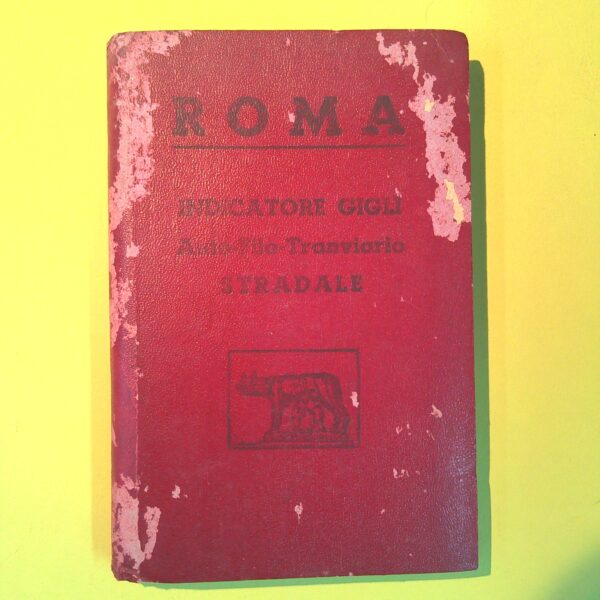 ROMA
INDICATORE GIGLI
Auto-Filo-Tranviario
STRADALE